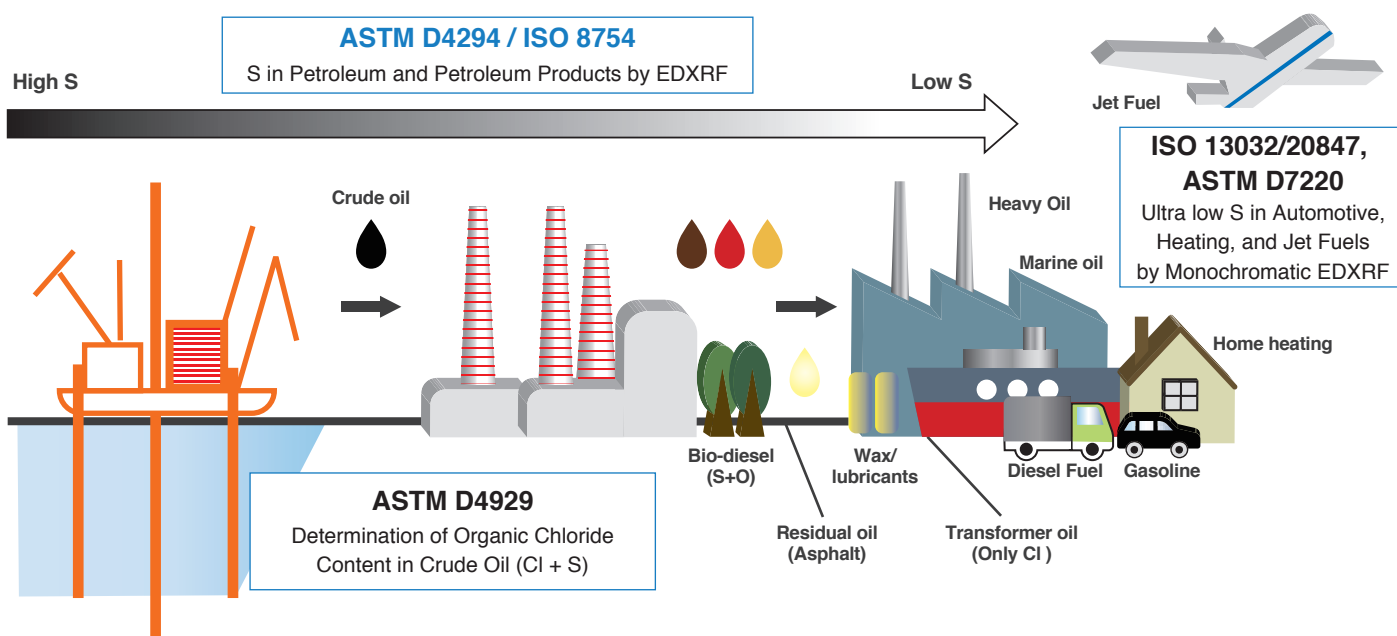 ASTM D4294 / ISO 8754
S in Petroleum and Petroleum Products by EDXRF
High S
Low S
Jet Fuel
ISO 13032/20847,
ASTM D7220
Ultra low S in Automotive,
Heating, and Jet Fuels
by Monochromatic EDXRF
Crude oil
Heavy Oil
Marine oil
Home heating
Bio-diesel
(S+O)
Wax/
lubricants
Diesel Fuel
Gasoline
Residual oil
(Asphalt)
Transformer oil
(Only Cl )
ASTM D4929
Determination of Organic Chloride
Content in Crude Oil (Cl + S)